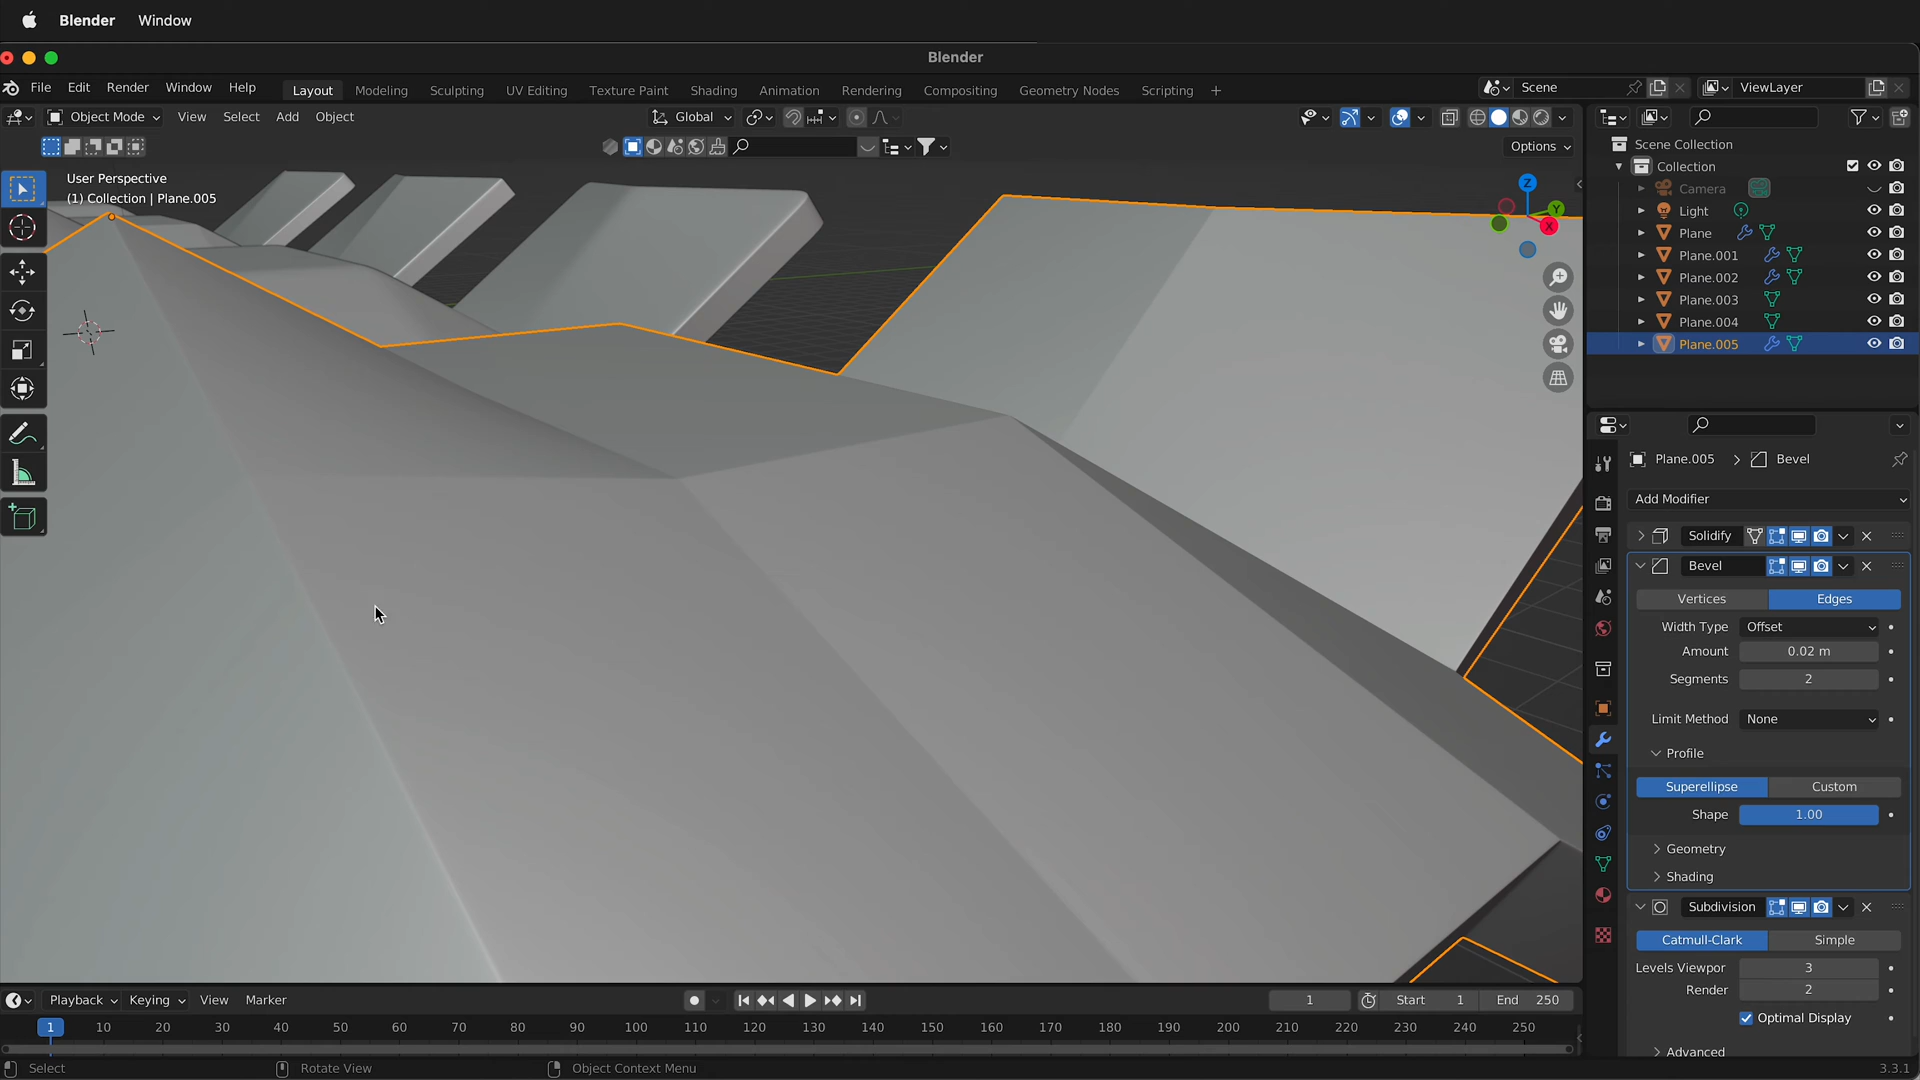 Blender Window
Blender
File Edit Render Window Help Layout Modeling Sculpting UV Editing Texture Paint Shading Animation Rendering Compositing Geometry Nodes Scripting + Scene ViewLayer
Object Mode View Select Add Object Global
Options
User Perspective
(1) Collection | Plane.005
Z
Y
X
Scene Collection
Collection
Camera
Light
Plane
Plane.001
Plane.002
Plane.003
Plane.004
Plane.005
Plane.005 > Bevel
Add Modifier
Solidify
Bevel
Vertices Edges
Width Type Offset
Amount 0.02 m
Segments 2
Limit Method None
Profile
Superellipse Custom
Shape 1.00
Geometry
Shading
Subdivision
Catmull-Clark Simple
Levels Viewpor 3
Render 2
Optimal Display
Advanced
Playback Keying View Marker 1 Start 1 End 250
1 10 20 30 40 50 60 70 80 90 100 110 120 130 140 150 160 170 180 190 200 210 220 230 240 250
Select Rotate View Object Context Menu 3.3.1